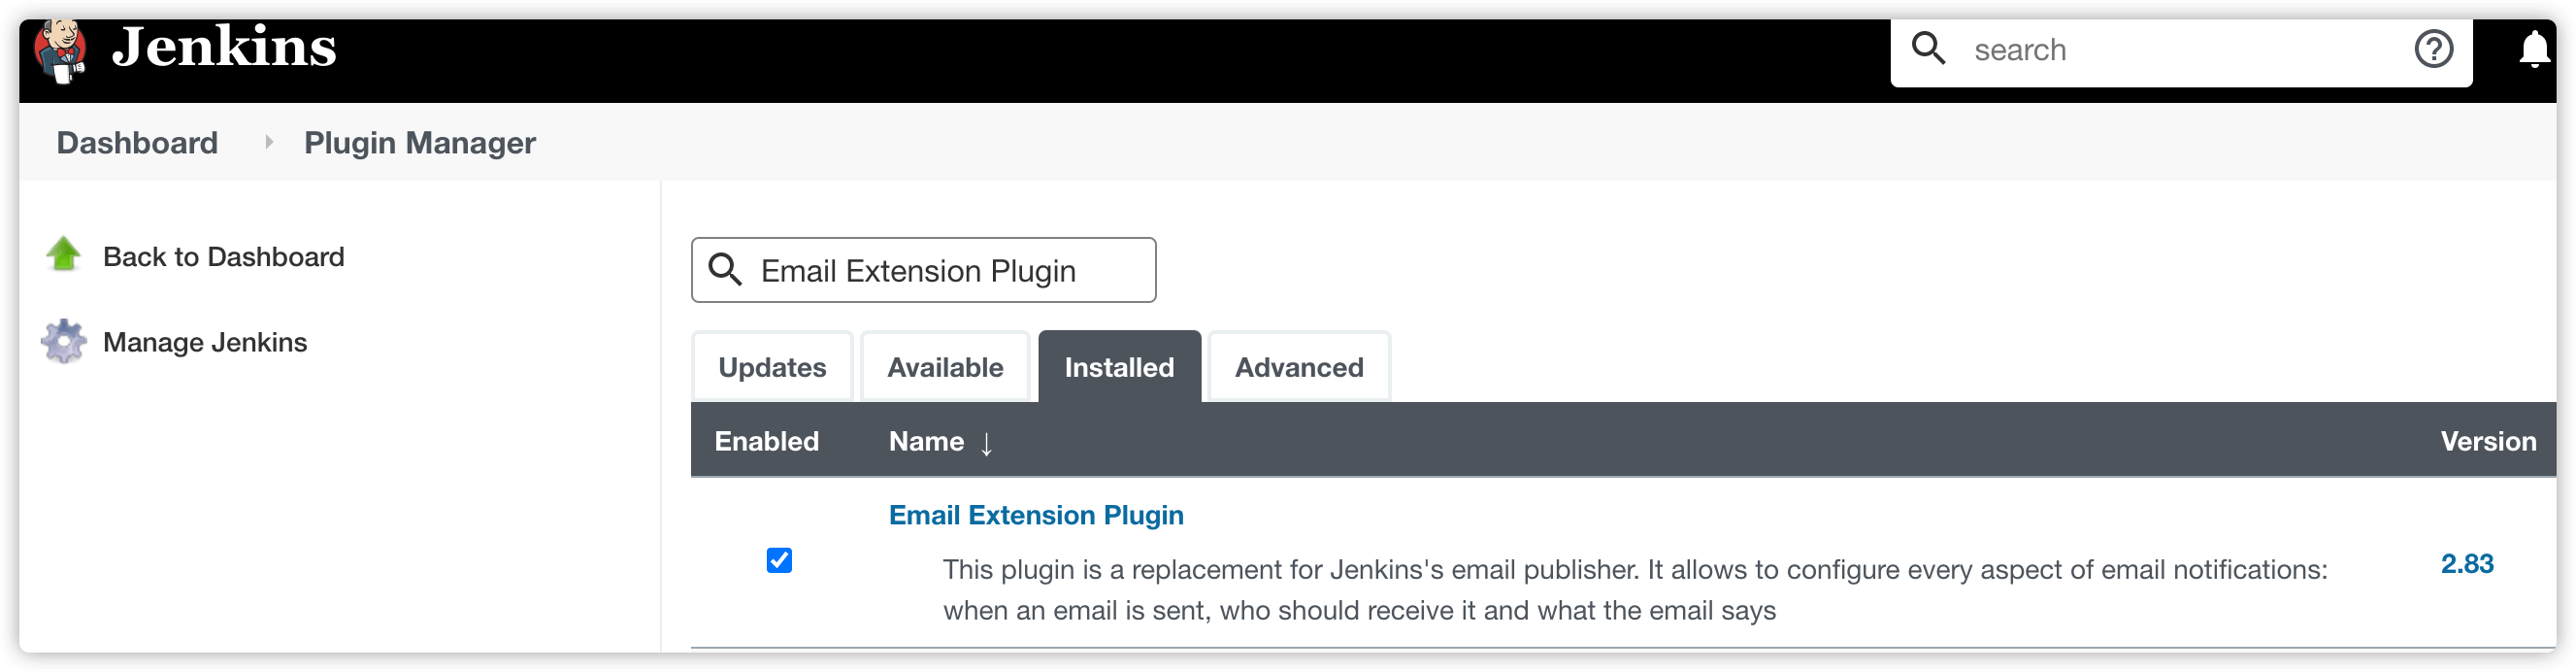 Jenkins
search
Dashboard
Plugin Manager
Back to Dashboard
Manage Jenkins
Email Extension Plugin
Updates
Available
Installed
Advanced
Enabled
Name ↓
Version
Email Extension Plugin
This plugin is a replacement for Jenkins's email publisher. It allows to configure every aspect of email notifications:
when an email is sent, who should receive it and what the email says
2.83